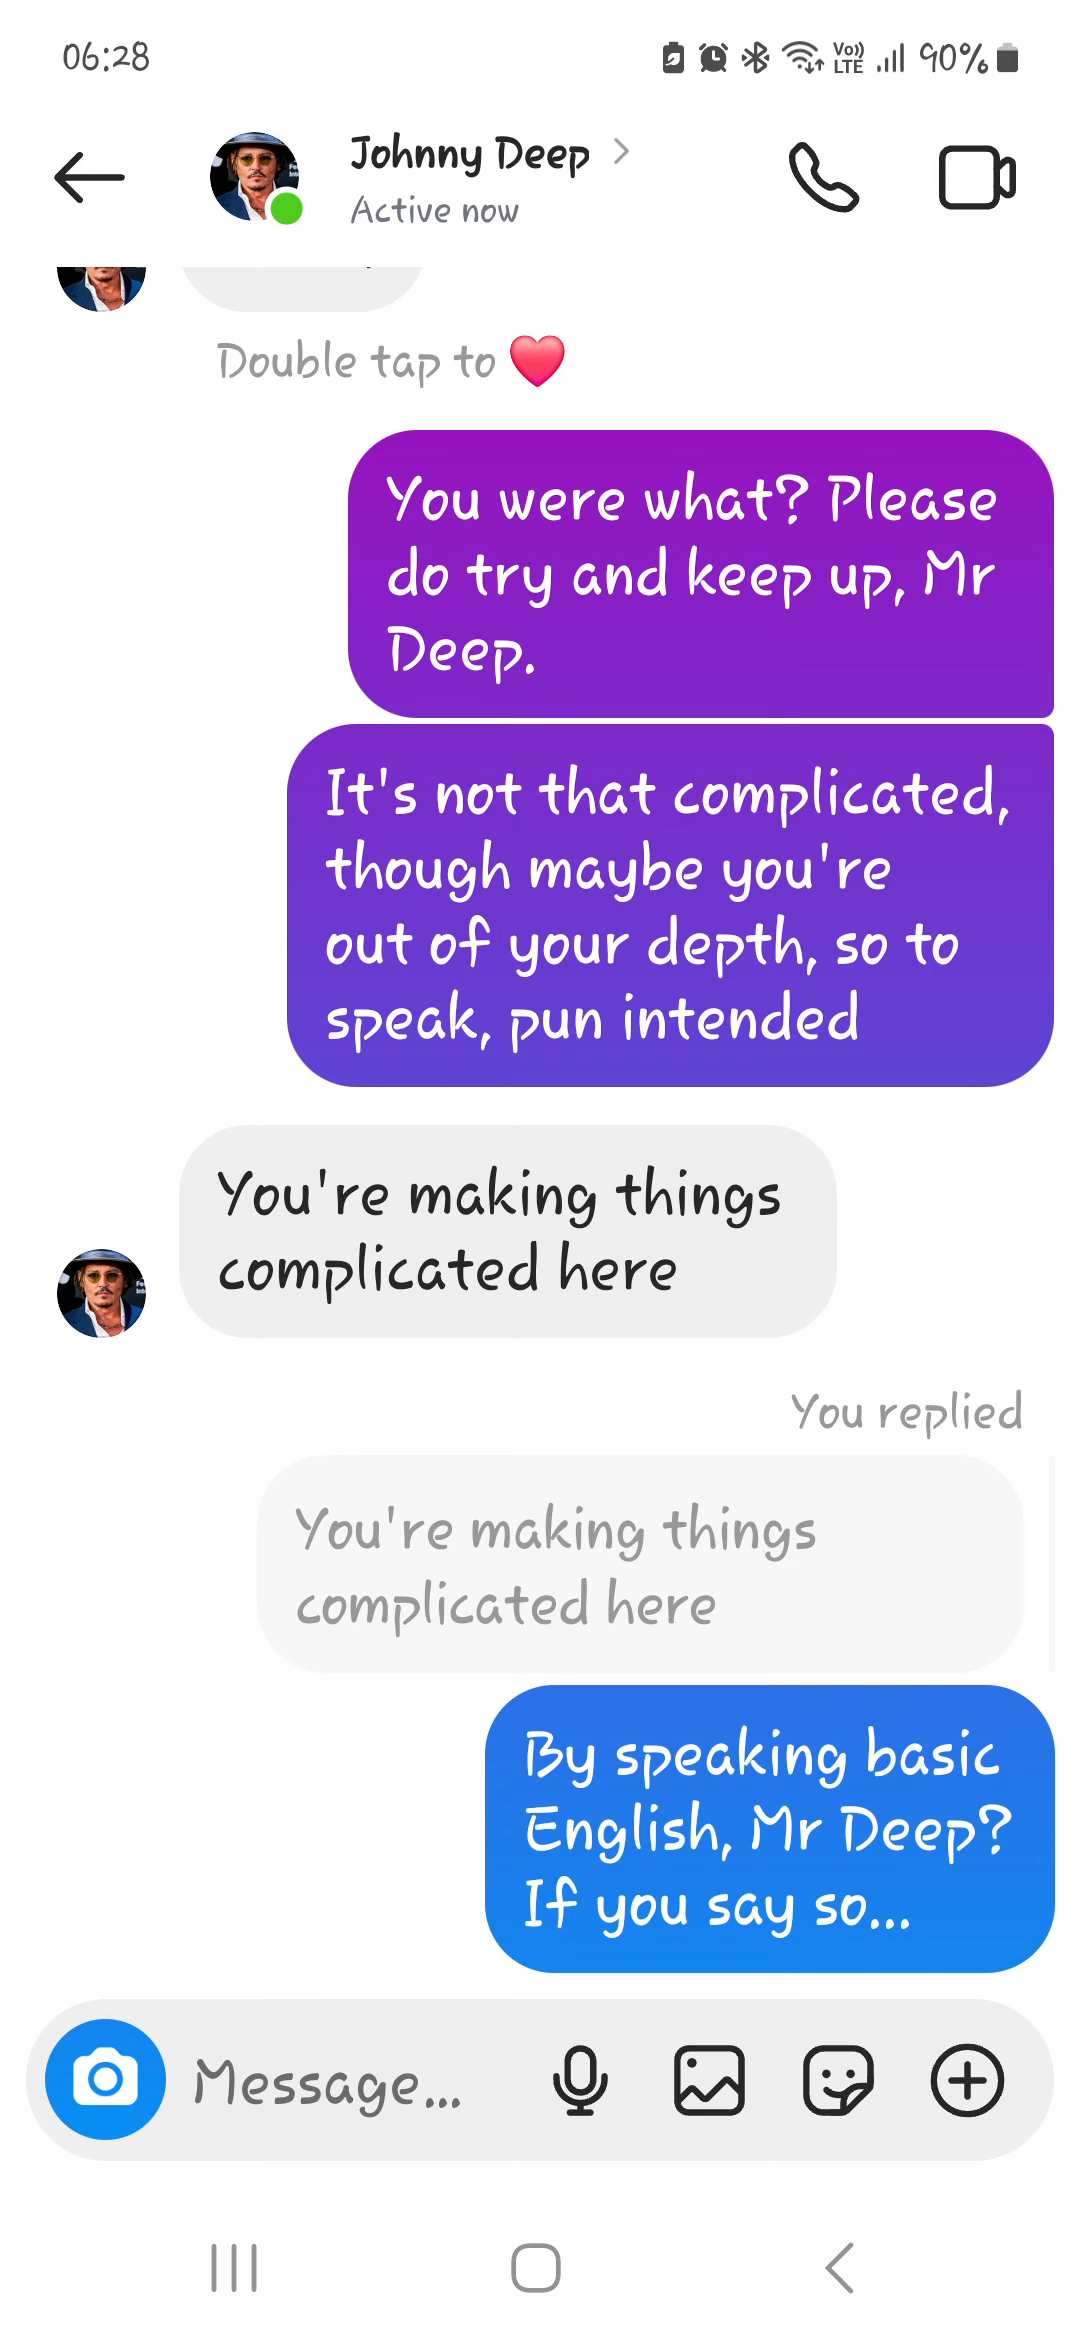 06:28
Vo))
LTE
90%
Johnny Deep
Active now
Double tap to
You were what? Please
do try and keep up, Mr
Deep.
It's not that complicated,
though maybe you're
out of your depth, so to
speak, pun intended
You're making things
complicated here
You replied
You're making things
complicated here
By speaking basic
English, Mr Deep?
If you say so...
Message...